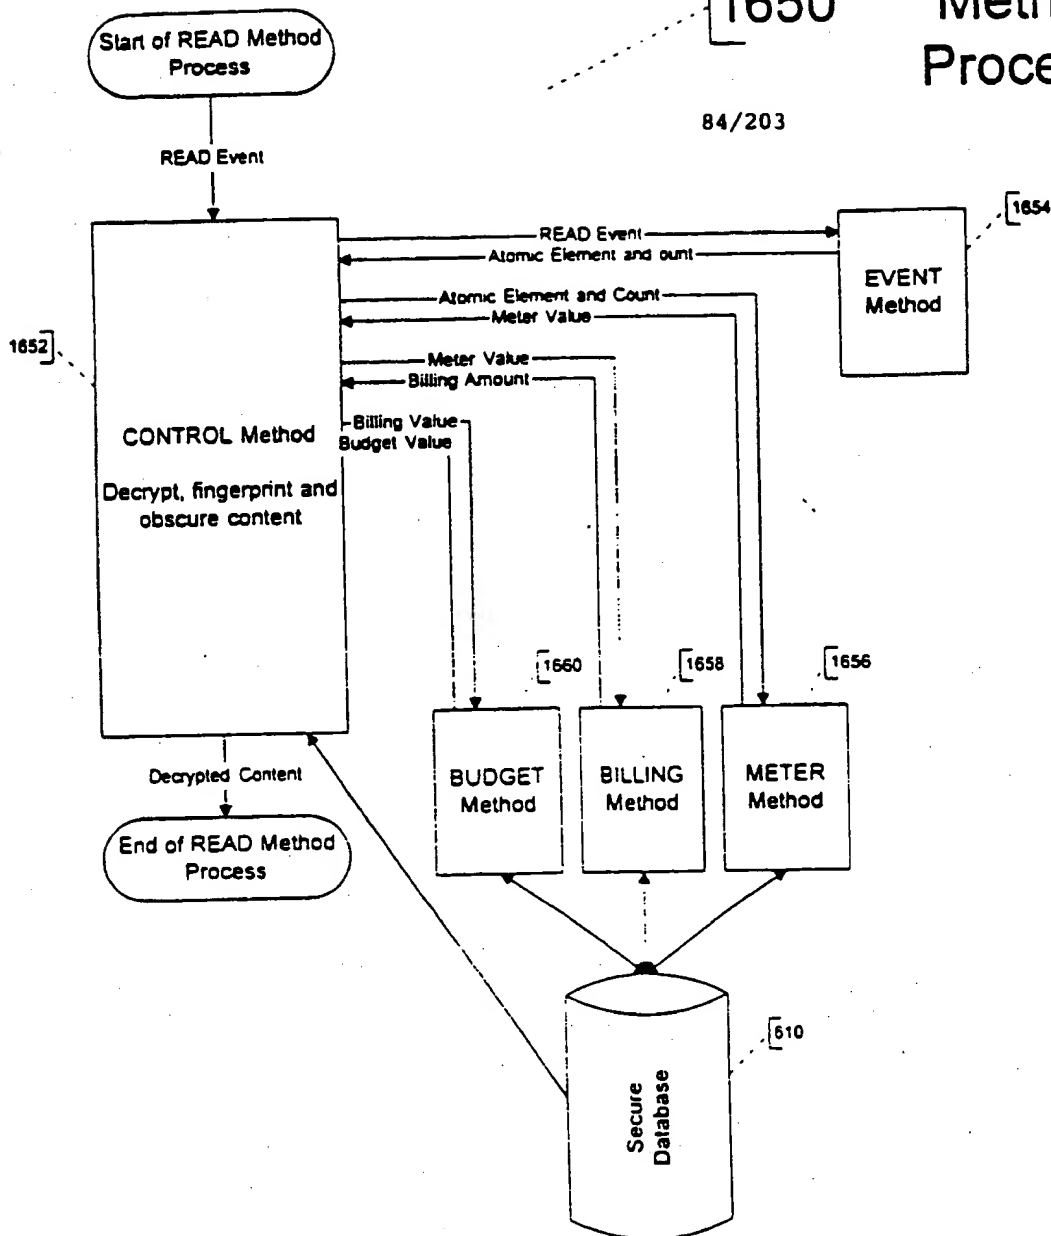 1650
Meth
Proce
84/203
Start of READ Method
Process
READ Event
READ Event
Atomic Element and ount
Atomic Element and Count
Meter Value
Meter Value
Billing Amount
Billing Value
Budget Value
1652
1654
EVENT
Method
CONTROL Method
Decrypt, fingerprint and
obscure content
1660
1658
1656
BUDGET
Method
BILLING
Method
METER
Method
Decrypted Content
End of READ Method
Process
Secure
Database
610